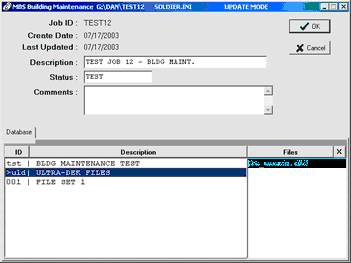 MBS Building Maintenance G:\DAN\TEST12 SOLDIER.INI UPDATE MODE
Job ID : TEST12
OK
Create Date : 07/17/2003
Last Updated : 07/17/2003
Cancel
Description : TEST JOB 12 - BLDG MAINT.
Status : TEST
Comments :
Database
ID Description Files X
tst | BLDG MAINTENANCE TEST
>uld| ULTRA-DEK FILES
001 | FILE SET 1